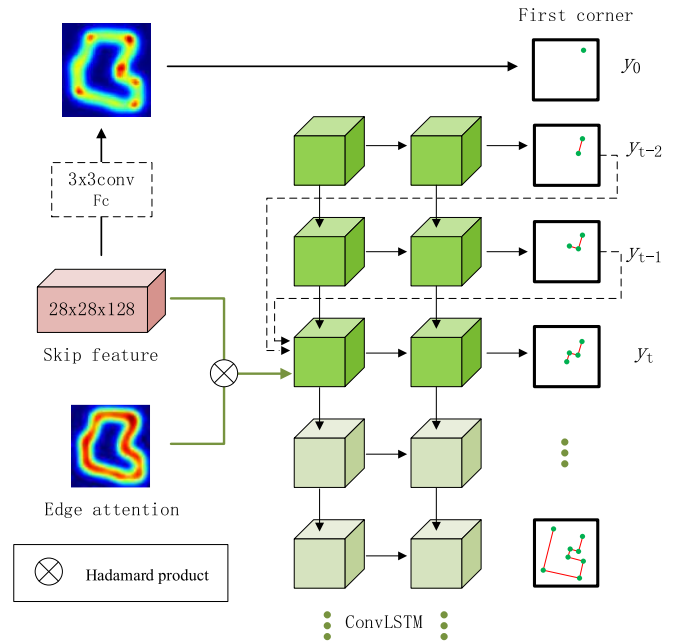 First corner
y0
yt-2
3x3conv
Fc
yt-1
28x28x128
Skip feature
yt
Edge attention
Hadamard product
ConvLSTM